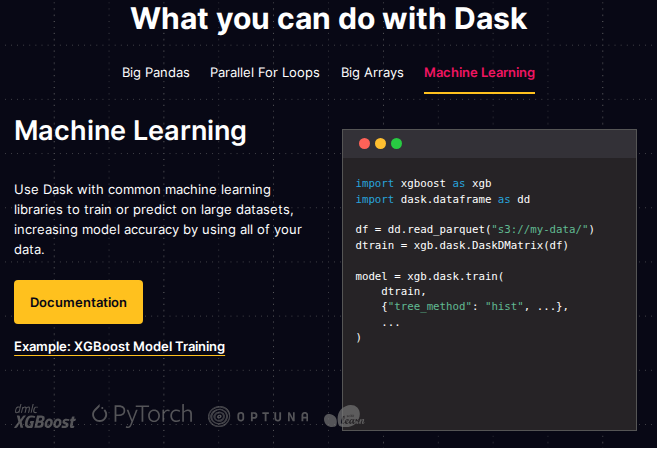 What you can do with Dask
Big Pandas Parallel For Loops Big Arrays Machine Learning
Machine Learning
Use Dask with common machine learning
libraries to train or predict on large datasets,
increasing model accuracy by using all of your
data.
Documentation
Example: XGBoost Model Training
dmlc
XGBoost
PyTorch
OPTUNA
learn
import xgboost as xgb
import dask.dataframe as dd
df = dd.read_parquet("s3://my-data/")
dtrain = xgb.dask.DaskDMatrix(df)
model = xgb.dask.train(
    dtrain,
    {"tree_method": "hist", ...},
    ...
)